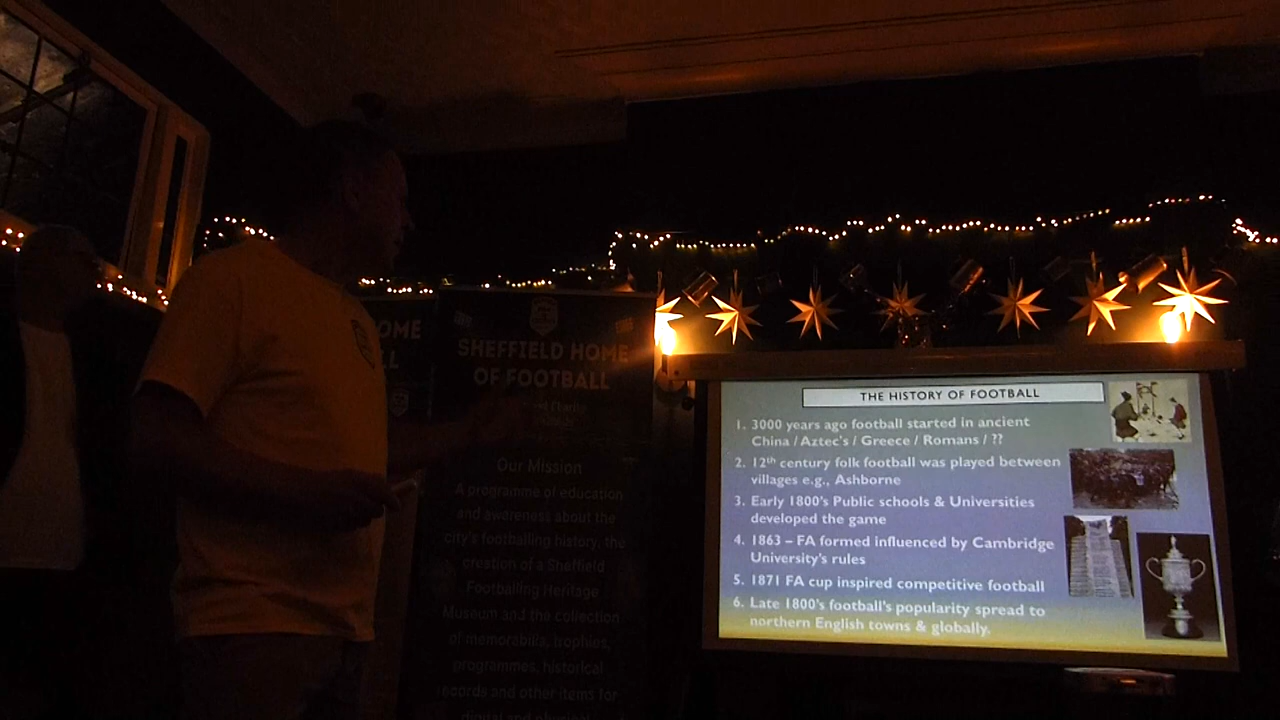 OME
LL
SHEFFIELD HOME
OF FOOTBALL
Our Mission
A programme of education
and awareness about the
city's footballing history, the
creation of a Sheffield
Footballing Heritage
Museum and the collection
of memorabilia, trophies,
programmes, historical
records and other items for
digital and physical
THE HISTORY OF FOOTBALL
1. 3000 years ago football started in ancient
China / Aztec's / Greece / Romans / ??
2. 12th century folk football was played between
villages e.g., Ashborne
3. Early 1800's Public schools & Universities
developed the game
4. 1863 – FA formed influenced by Cambridge
University's rules
5. 1871 FA cup inspired competitive football
6. Late 1800's football's popularity spread to
northern English towns & globally.